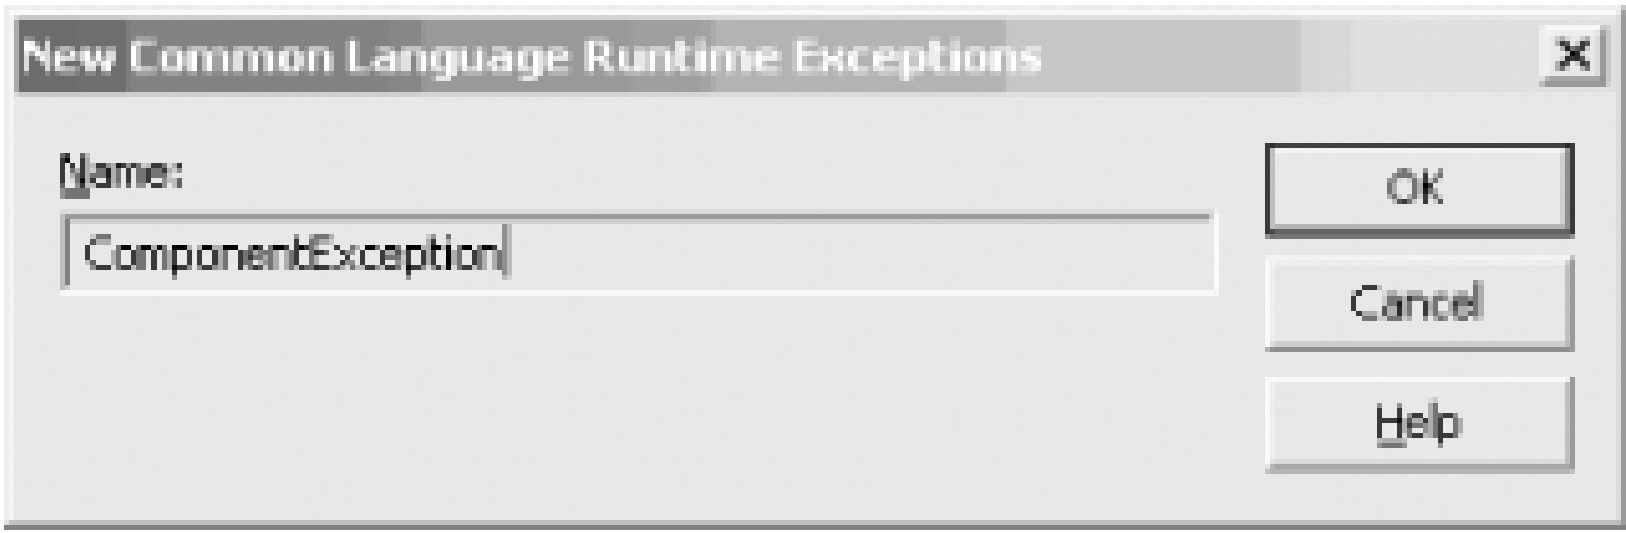 New Common Language Runtime Exceptions
Name:
ComponentException
OK
Cancel
Help